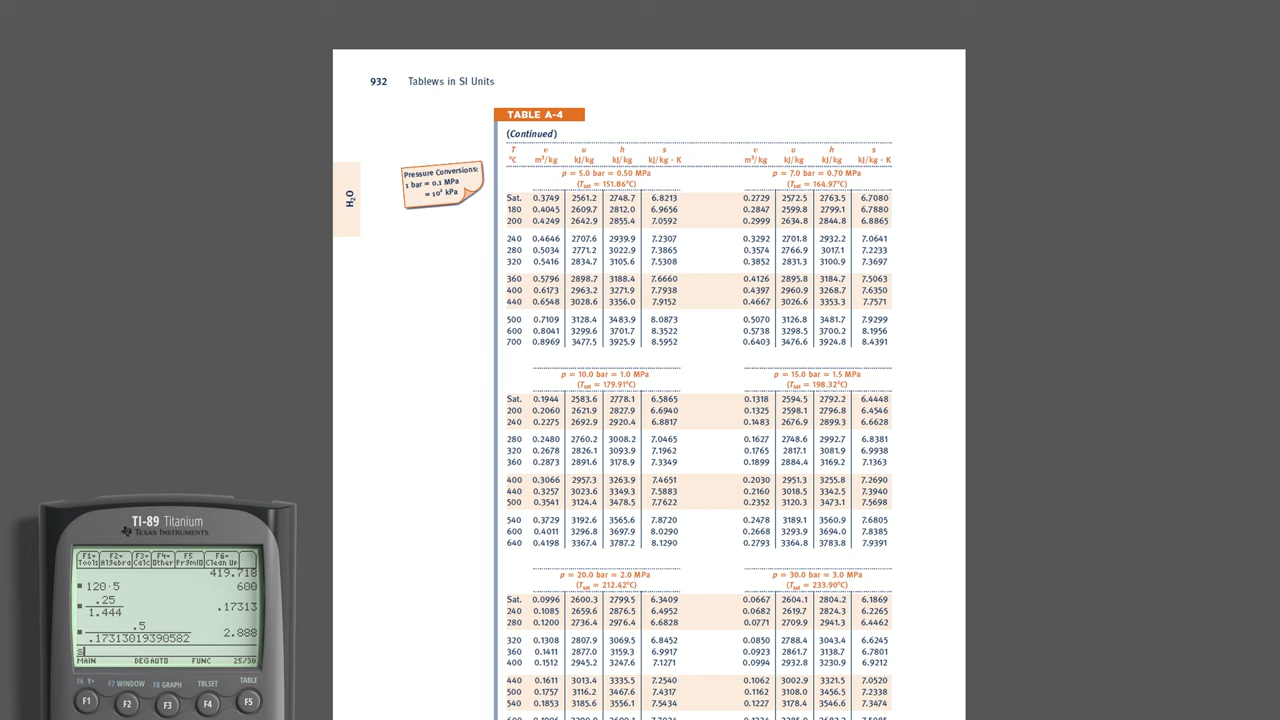 932 Tablews in SI Units
TABLE A-4
(Continued)
T v u h s v u h s
°C m³/kg kJ/kg kJ/kg kJ/kg · K m³/kg kJ/kg kJ/kg kJ/kg · K
H₂O
Pressure Conversions:
1 bar = 0.1 MPa
= 10² kPa
p = 5.0 bar = 0.50 MPa p = 7.0 bar = 0.70 MPa
(Tsat = 151.86°C) (Tsat = 164.97°C)
Sat. 0.3749 2561.2 2748.7 6.8213 0.2729 2572.5 2763.5 6.7080
180 0.4045 2609.7 2812.0 6.9656 0.2847 2599.8 2799.1 6.7880
200 0.4249 2642.9 2855.4 7.0592 0.2999 2634.8 2844.8 6.8865
240 0.4646 2707.6 2939.9 7.2307 0.3292 2701.8 2932.2 7.0641
280 0.5034 2771.2 3022.9 7.3865 0.3574 2766.9 3017.1 7.2233
320 0.5416 2834.7 3105.6 7.5308 0.3852 2831.3 3100.9 7.3697
360 0.5796 2898.7 3188.4 7.6660 0.4126 2895.8 3184.7 7.5063
400 0.6173 2963.2 3271.9 7.7938 0.4397 2960.9 3268.7 7.6350
440 0.6548 3028.6 3356.0 7.9152 0.4667 3026.6 3353.3 7.7571
500 0.7109 3128.4 3483.9 8.0873 0.5070 3126.8 3481.7 7.9299
600 0.8041 3299.6 3701.7 8.3522 0.5738 3298.5 3700.2 8.1956
700 0.8969 3477.5 3925.9 8.5952 0.6403 3476.6 3924.8 8.4391
p = 10.0 bar = 1.0 MPa p = 15.0 bar = 1.5 MPa
(Tsat = 179.91°C) (Tsat = 198.32°C)
Sat. 0.1944 2583.6 2778.1 6.5865 0.1318 2594.5 2792.2 6.4448
200 0.2060 2621.9 2827.9 6.6940 0.1325 2598.1 2796.8 6.4546
240 0.2275 2692.9 2920.4 6.8817 0.1483 2676.9 2899.3 6.6628
280 0.2480 2760.2 3008.2 7.0465 0.1627 2748.6 2992.7 6.8381
320 0.2678 2826.1 3093.9 7.1962 0.1765 2817.1 3081.9 6.9938
360 0.2873 2891.6 3178.9 7.3349 0.1899 2884.4 3169.2 7.1363
400 0.3066 2957.3 3263.9 7.4651 0.2030 2951.3 3255.8 7.2690
440 0.3257 3023.6 3349.3 7.5883 0.2160 3018.5 3342.5 7.3940
500 0.3541 3124.4 3478.5 7.7622 0.2352 3120.3 3473.1 7.5698
540 0.3729 3192.6 3565.6 7.8720 0.2478 3189.1 3560.9 7.6805
600 0.4011 3296.8 3697.9 8.0290 0.2668 3293.9 3694.0 7.8385
640 0.4198 3367.4 3787.2 8.1290 0.2793 3364.8 3783.8 7.9391
p = 20.0 bar = 2.0 MPa p = 30.0 bar = 3.0 MPa
(Tsat = 212.42°C) (Tsat = 233.90°C)
Sat. 0.0996 2600.3 2799.5 6.3409 0.0667 2604.1 2804.2 6.1869
240 0.1085 2659.6 2876.5 6.4952 0.0682 2619.7 2824.3 6.2265
280 0.1200 2736.4 2976.4 6.6828 0.0771 2709.9 2941.3 6.4462
320 0.1308 2807.9 3069.5 6.8452 0.0850 2788.4 3043.4 6.6245
360 0.1411 2877.0 3159.3 6.9917 0.0923 2861.7 3138.7 6.7801
400 0.1512 2945.2 3247.6 7.1271 0.0994 2932.8 3230.9 6.9212
440 0.1611 3013.4 3335.5 7.2540 0.1062 3002.9 3321.5 7.0520
500 0.1757 3116.2 3467.6 7.4317 0.1162 3108.0 3456.5 7.2338
540 0.1853 3185.6 3556.1 7.5434 0.1227 3178.4 3546.6 7.3474
TI-89 Titanium
TEXAS INSTRUMENTS
F1 F2 F3 F4 F5 F6
Tools Algebra Calc Other PrgmIO Clean Up
419.718
120·5 600
.25
1.444 .17313
.5
.17313019390582 2.888
MAIN DEG AUTO FUNC 25/30
F6 Y= F7 WINDOW F8 GRAPH TBLSET TABLE
F1 F2 F3 F4 F5